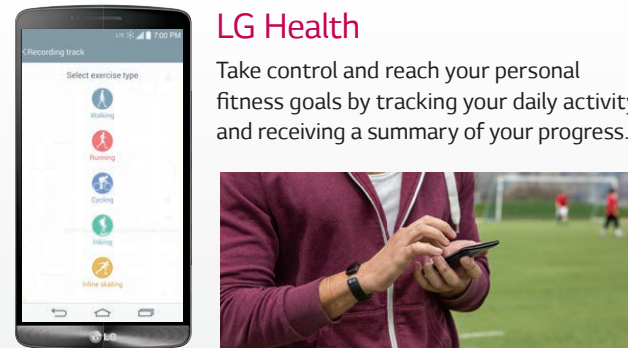 LTE 7:00 PM
<Recording track
Select exercise type
Walking
Running
Cycling
Hiking
Inline skating
LG
LG Health
Take control and reach your personal
fitness goals by tracking your daily activity
and receiving a summary of your progress.